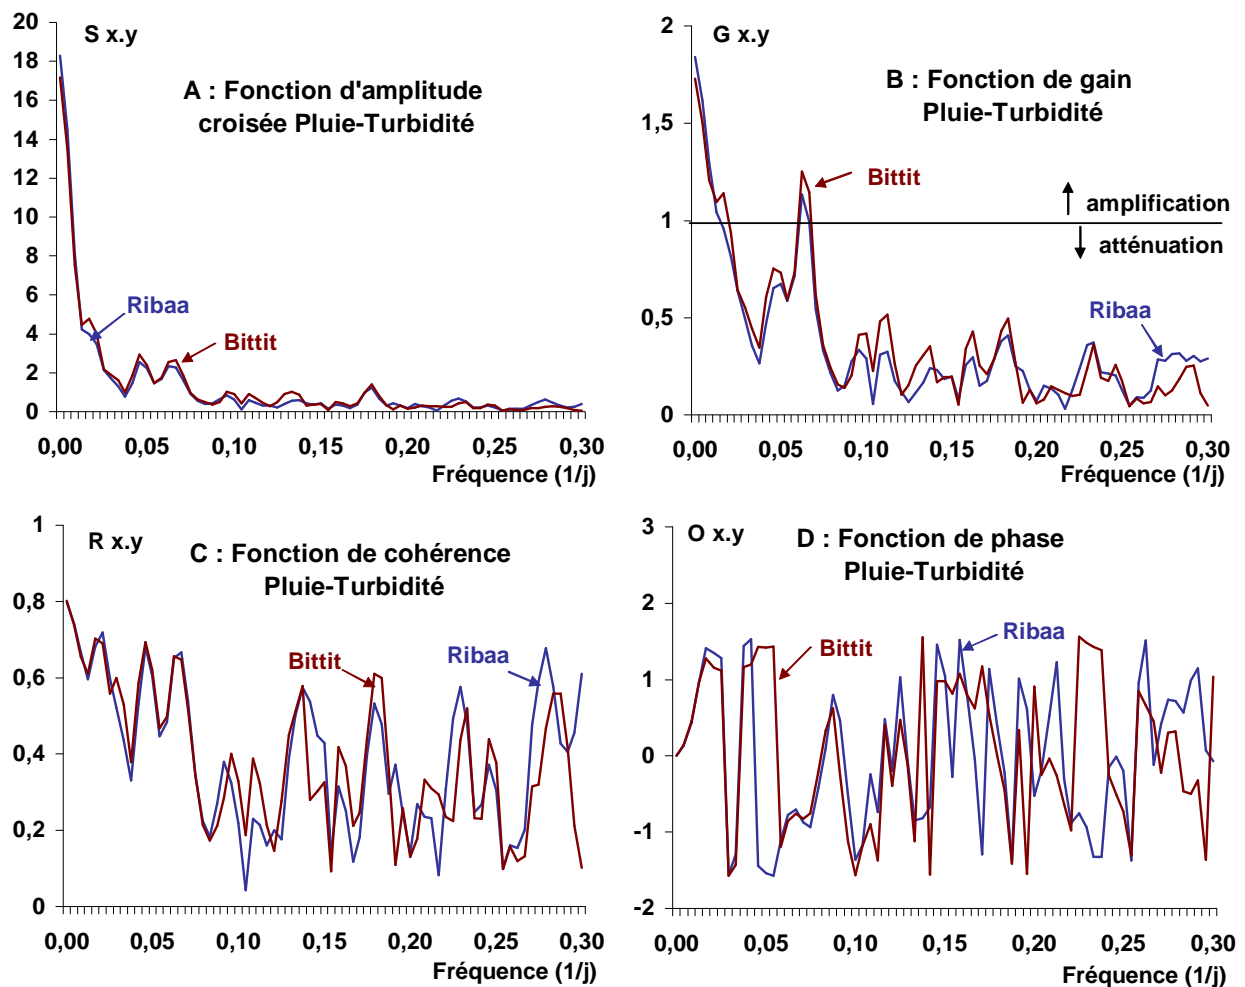 S x.y
A : Fonction d'amplitude
croisée Pluie-Turbidité
20
18
16
14
12
10
8
6
4
2
0
Ribaa
Bittit
0,00 0,05 0,10 0,15 0,20 0,25 0,30
Fréquence (1/j)
G x.y
B : Fonction de gain
Pluie-Turbidité
2
1,5
1
0,5
0
Bittit
amplification
atténuation
Ribaa
0,00 0,05 0,10 0,15 0,20 0,25 0,30
Fréquence (1/j)
R x.y
C : Fonction de cohérence
Pluie-Turbidité
1
0,8
0,6
0,4
0,2
0
Bittit
Ribaa
0,00 0,05 0,10 0,15 0,20 0,25 0,30
Fréquence (1/j)
O x.y
D : Fonction de phase
Pluie-Turbidité
3
2
1
0
-1
-2
Ribaa
Bittit
0,00 0,05 0,10 0,15 0,20 0,25 0,30
Fréquence (1/j)